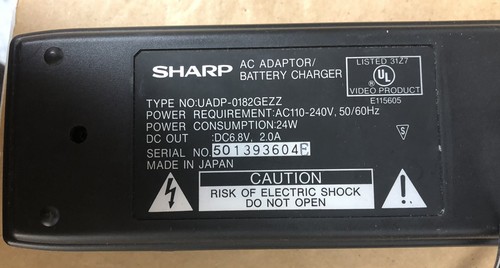 SHARP AC ADAPTOR/
BATTERY CHARGER
LISTED 31Z7
UL
VIDEO PRODUCT
E115605
TYPE NO:UADP-0182GEZZ
POWER REQUIREMENT:AC110-240V, 50/60Hz
POWER CONSUMPTION:24W
DC OUT :DC6.8V, 2.0A
S
SERIAL NO 501393604B
MADE IN JAPAN
CAUTION
RISK OF ELECTRIC SHOCK
DO NOT OPEN